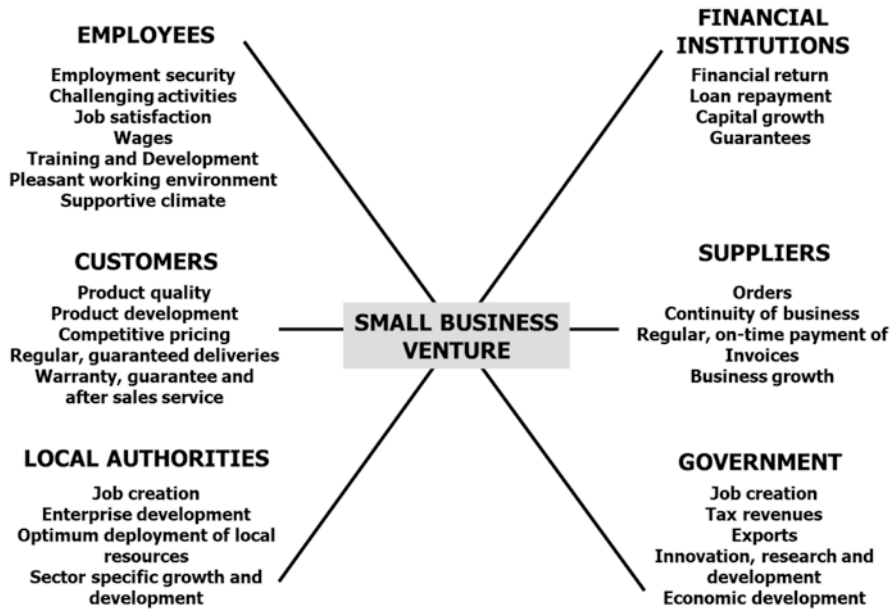 EMPLOYEES
Employment security
Challenging activities
Job satisfaction
Wages
Training and Development
Pleasant working environment
Supportive climate
FINANCIAL
INSTITUTIONS
Financial return
Loan repayment
Capital growth
Guarantees
CUSTOMERS
Product quality
Product development
Competitive pricing
Regular, guaranteed deliveries
Warranty, guarantee and
after sales service
SMALL BUSINESS
VENTURE
SUPPLIERS
Orders
Continuity of business
Regular, on-time payment of
Invoices
Business growth
LOCAL AUTHORITIES
Job creation
Enterprise development
Optimum deployment of local
resources
Sector specific growth and
development
GOVERNMENT
Job creation
Tax revenues
Exports
Innovation, research and
development
Economic development